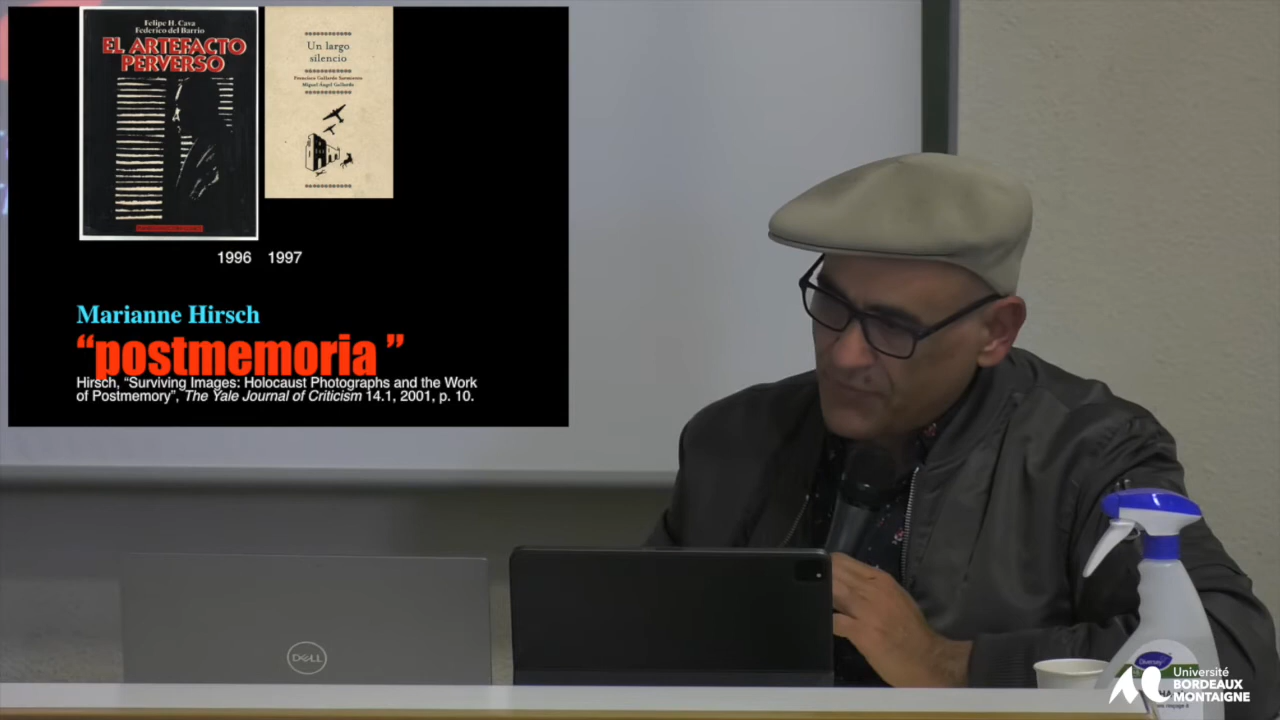 Felipe H. Cava
Federico del Barrio
EL ARTEFACTO
PERVERSO
Un largo
silencio
Francisco Gallardo Sarmiento
Miguel Angel Gallardo
1996 1997
Marianne Hirsch
“postmemoria ”
Hirsch, “Surviving Images: Holocaust Photographs and the Work
of Postmemory”, The Yale Journal of Criticism 14.1, 2001, p. 10.
DELL
Diversey
Université
BORDEAUX
MONTAIGNE